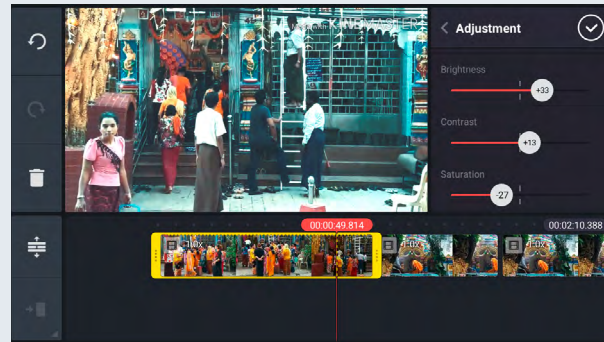 KINEMASTER
Adjustment
Brightness
+33
Contrast
+13
Saturation
-27
00:00:49.814
00:02:10.388
1.0x
1.0x
1.0x